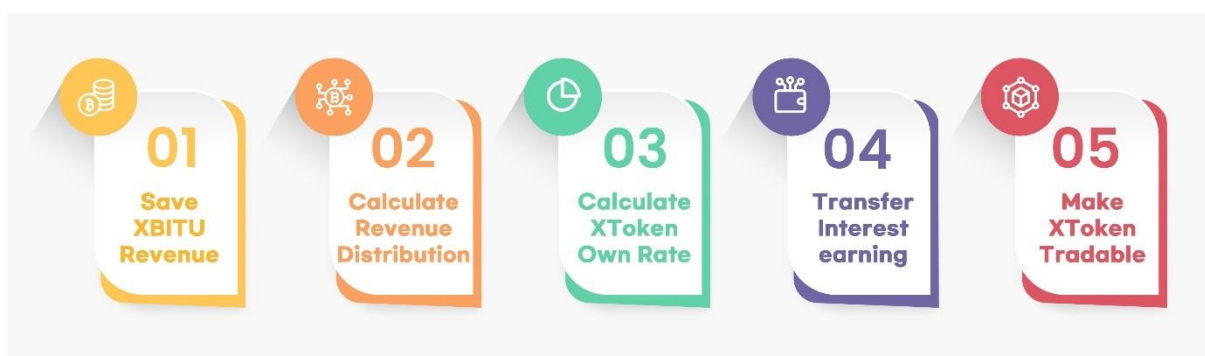 01
Save
XBITU
Revenue
02
Calculate
Revenue
Distribution
03
Calculate
XToken
Own Rate
04
Transfer
Interest
earning
05
Make
XToken
Tradable